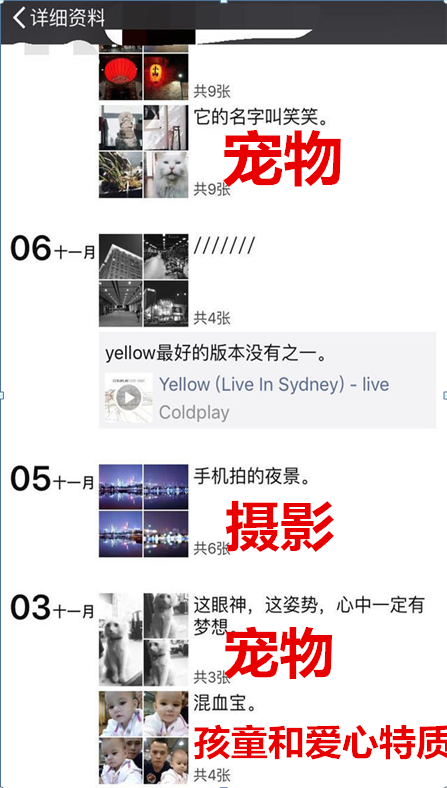 详细资料
共9张
它的名字叫笑笑。
宠物
共9张
06 十一月
///////
共4张
yellow最好的版本没有之一。
Yellow (Live In Sydney) - live
Coldplay
05 十一月
手机拍的夜景。
摄影
共6张
03 十一月
这眼神，这姿势，心中一定有
梦想
宠物
共3张
混血宝。
孩童和爱心特质
共4张